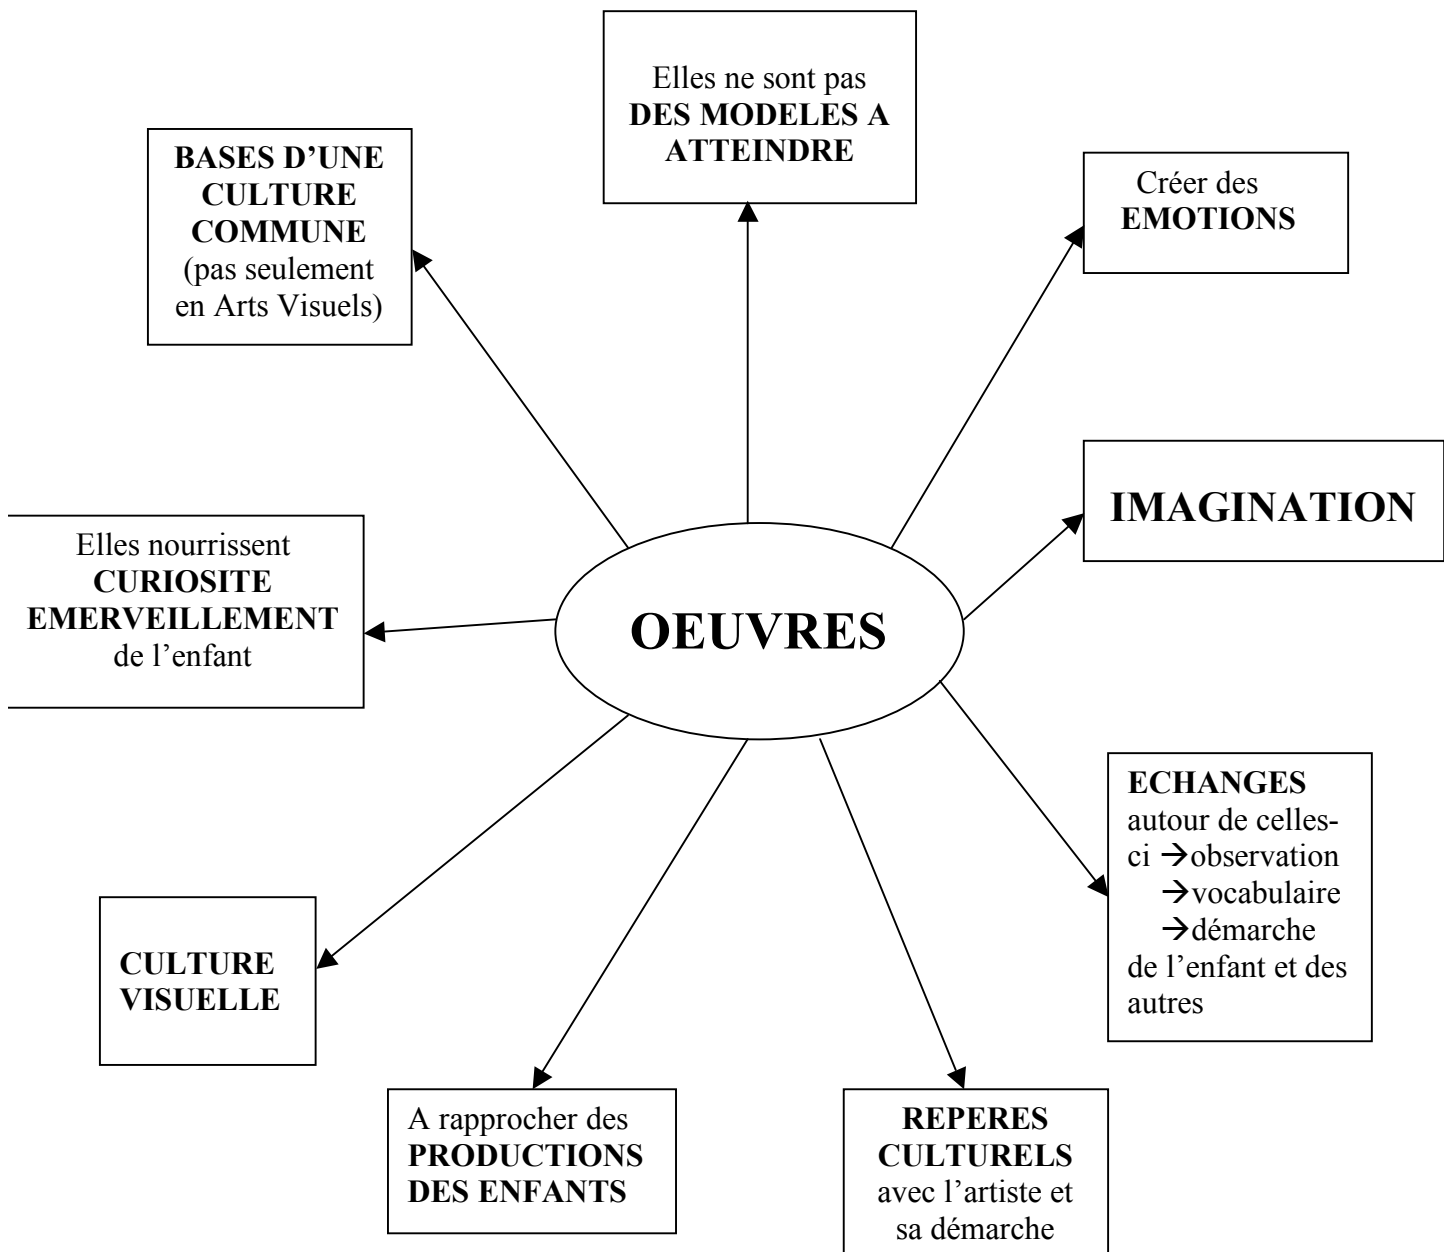 Elles ne sont pas
DES MODELES A
ATTEINDRE
BASES D’UNE
CULTURE
COMMUNE
(pas seulement
en Arts Visuels)
Créer des
EMOTIONS
IMAGINATION
Elles nourrissent
CURIOSITE
EMERVEILLEMENT
de l’enfant
OEUVRES
ECHANGES
autour de celles-
ci →observation
→vocabulaire
→démarche
de l’enfant et des
autres
CULTURE
VISUELLE
A rapprocher des
PRODUCTIONS
DES ENFANTS
REPERES
CULTURELS
avec l’artiste et
sa démarche